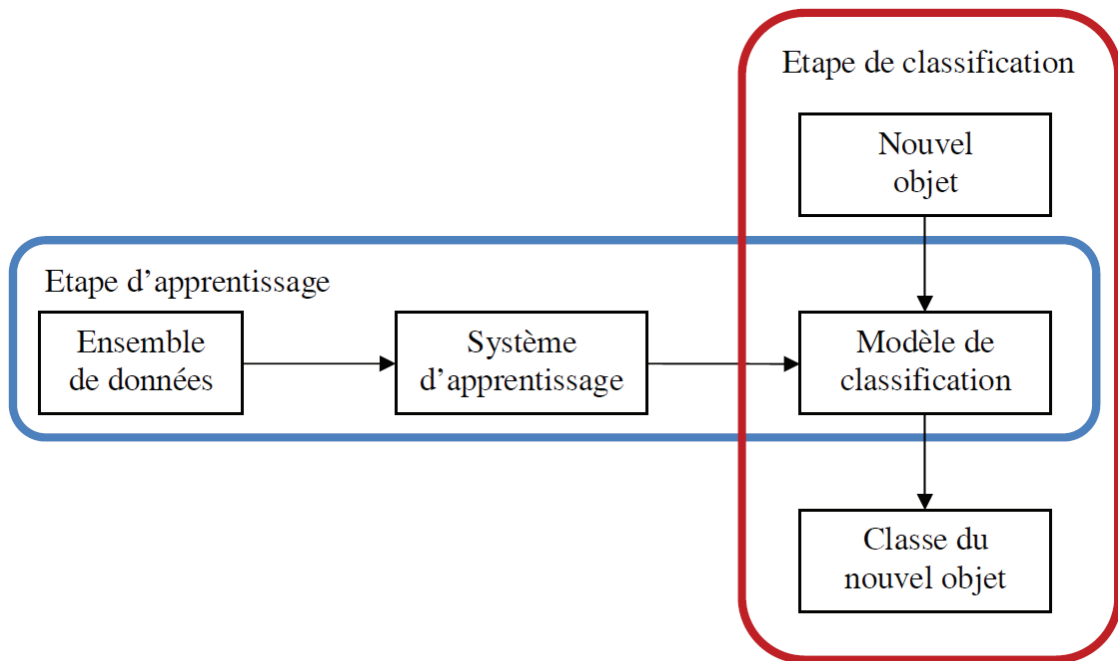 Etape de classification
Nouvel
objet
Etape d’apprentissage
Ensemble
de données
Système
d’apprentissage
Modèle de
classification
Classe du
nouvel objet